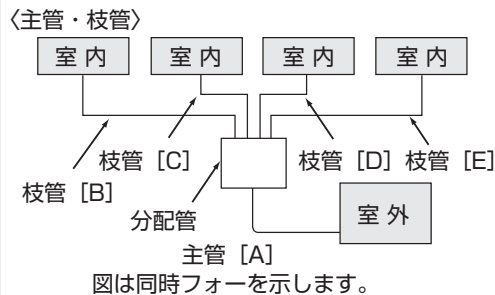 〈主管・枝管〉
室 内 室 内 室 内 室 内
枝管［C］ 枝管［D］ 枝管［E］
枝管［B］
分配管
室 外
主管［A］
図は同時フォーを示します。